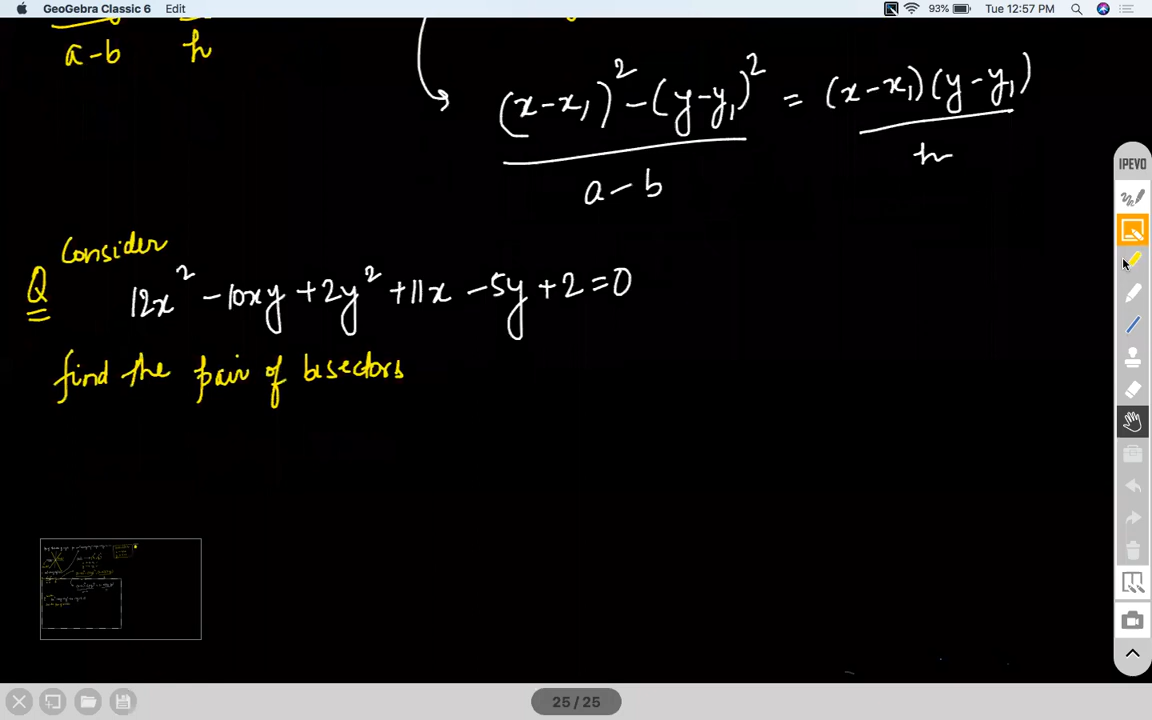 GeoGebra Classic 6 Edit 93% Tue 12:57 PM
a-b h
(x-x₁)² - (y-y₁)² = (x-x₁)(y-y₁)
a-b h
IPEVO
Consider
Q 12x² - 10xy + 2y² + 11x - 5y + 2 = 0
find the pair of bisectors
25 / 25